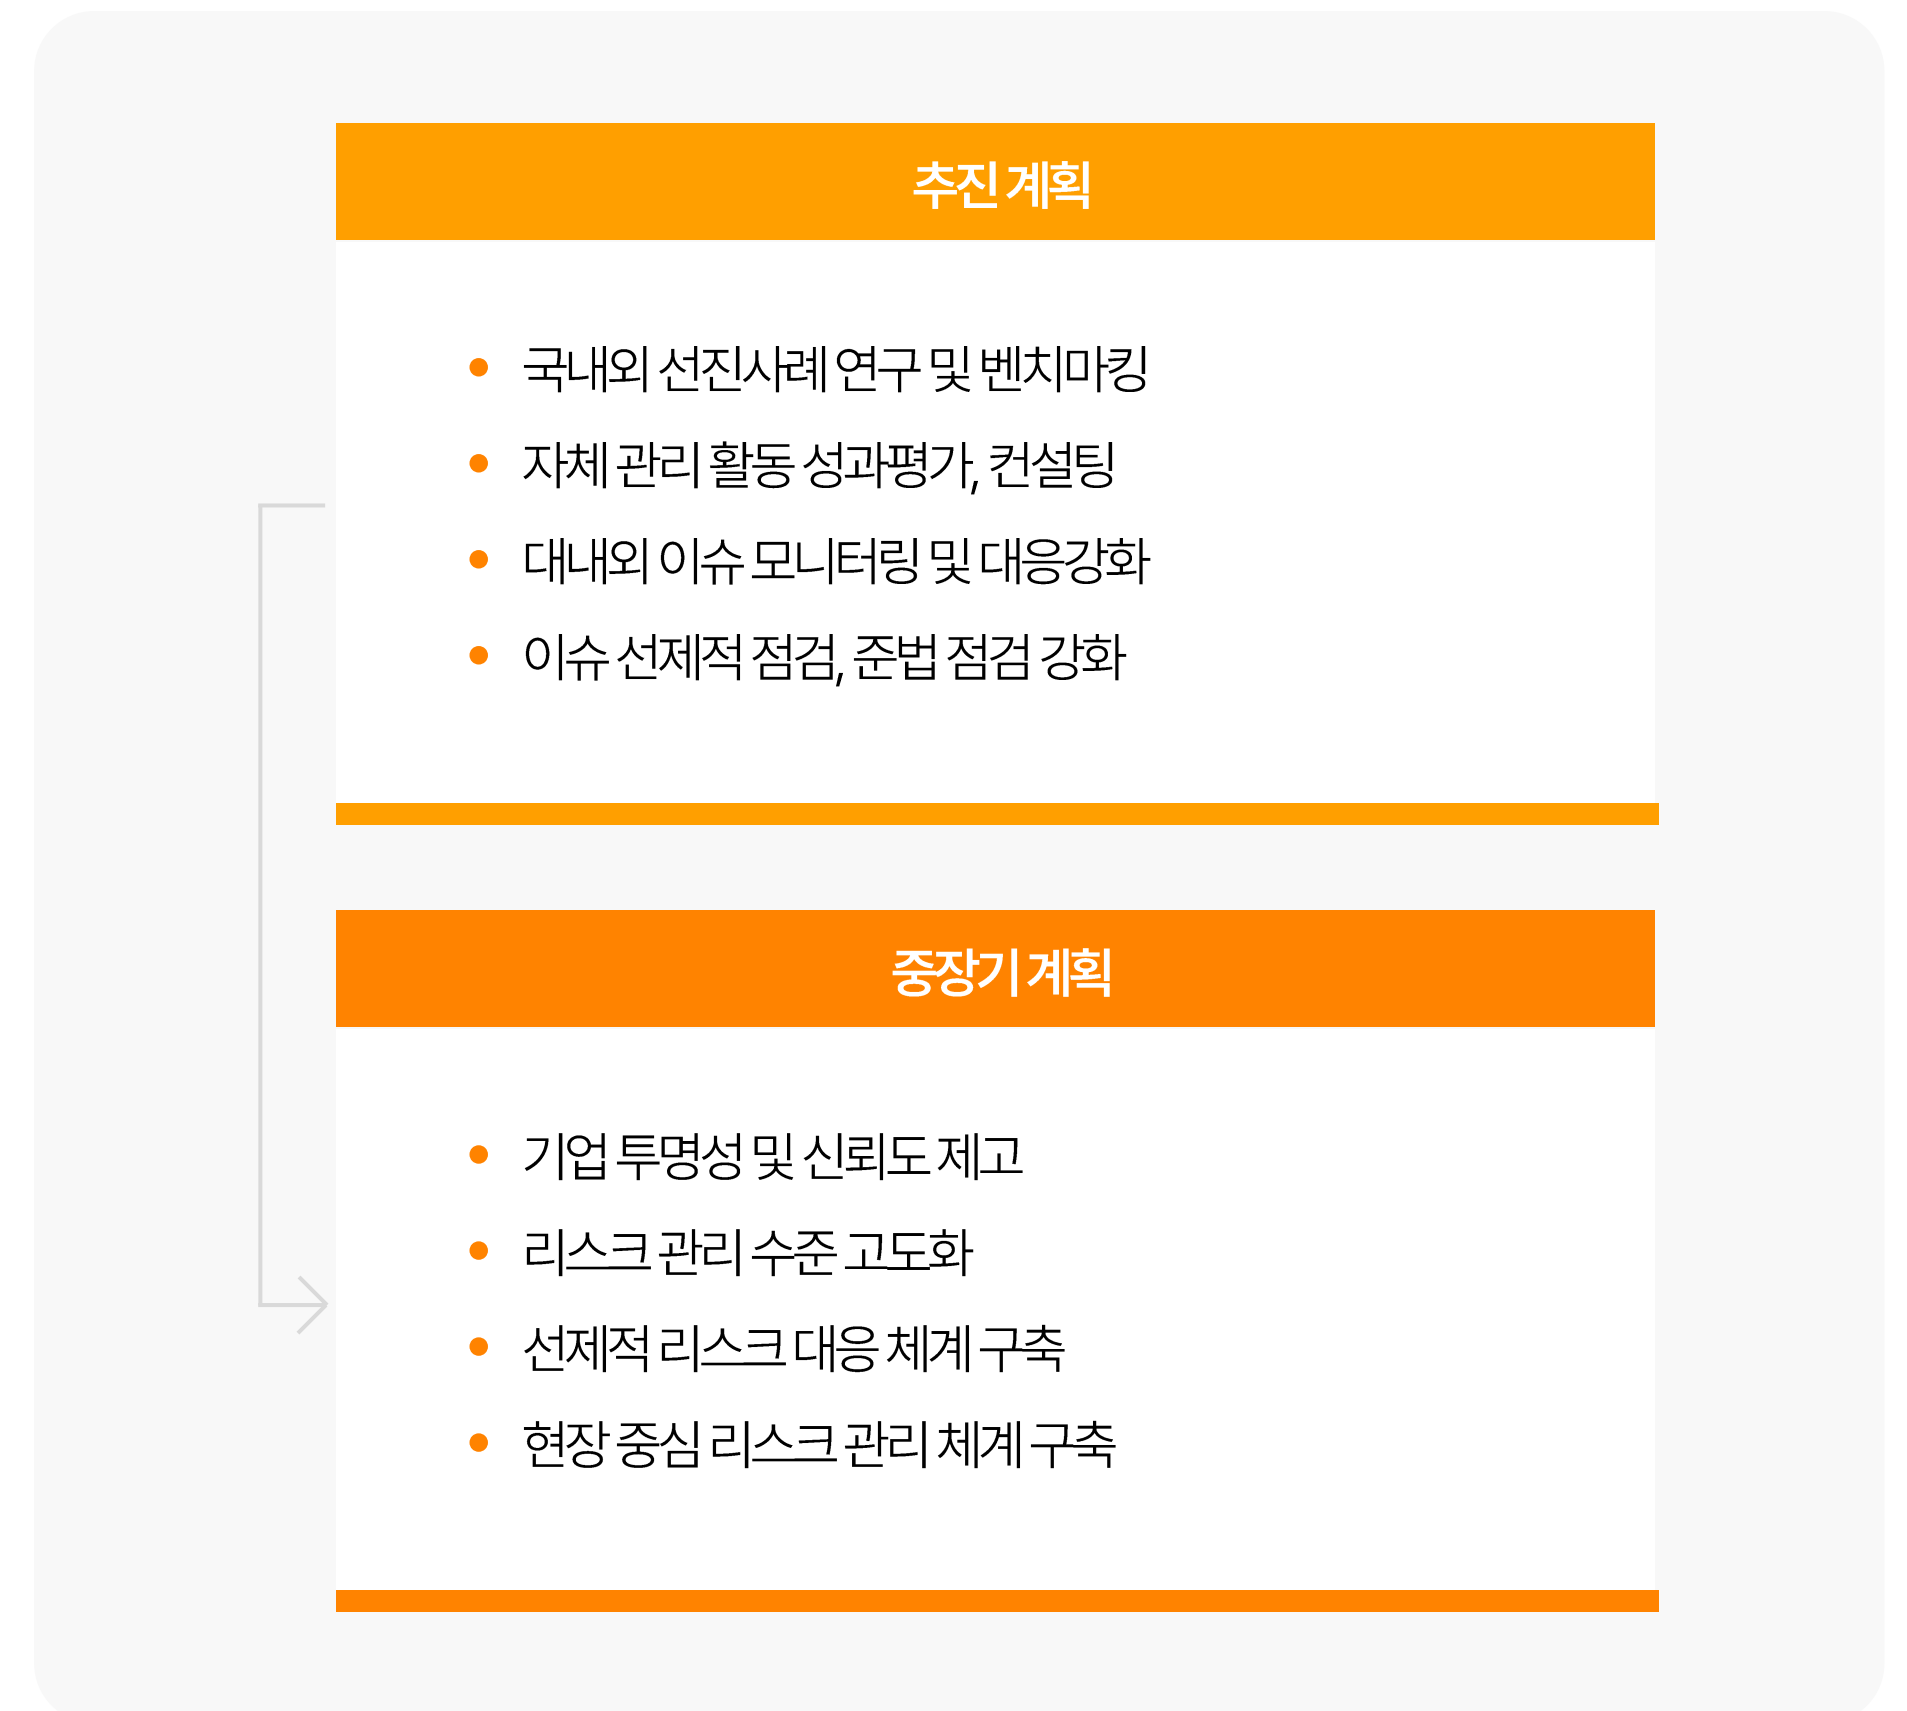 추진 계획
국내외 선진사례 연구 및 벤치마킹
자체 관리 활동 성과평가, 컨설팅
대내외 이슈 모니터링 및 대응강화
이슈 선제적 점검, 준법 점검 강화
중장기 계획
기업 투명성 및 신뢰도 제고
리스크 관리 수준 고도화
선제적 리스크 대응 체계 구축
현장 중심 리스크 관리 체계 구축